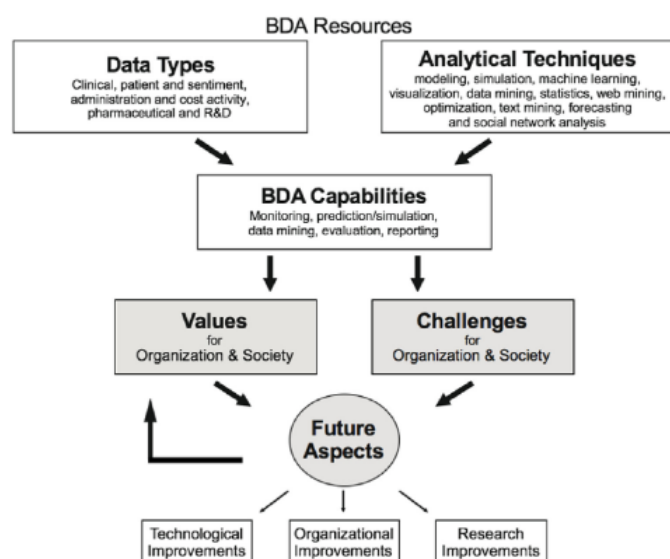 BDA Resources
Data Types
Clinical, patient and sentiment,
administration and cost activity,
pharmaceutical and R&D
Analytical Techniques
modeling, simulation, machine learning,
visualization, data mining, statistics, web mining,
optimization, text mining, forecasting
and social network analysis
BDA Capabilities
Monitoring, prediction/simulation,
data mining, evaluation, reporting
Values
for
Organization & Society
Challenges
for
Organization & Society
Future
Aspects
Technological
Improvements
Organizational
Improvements
Research
Improvements